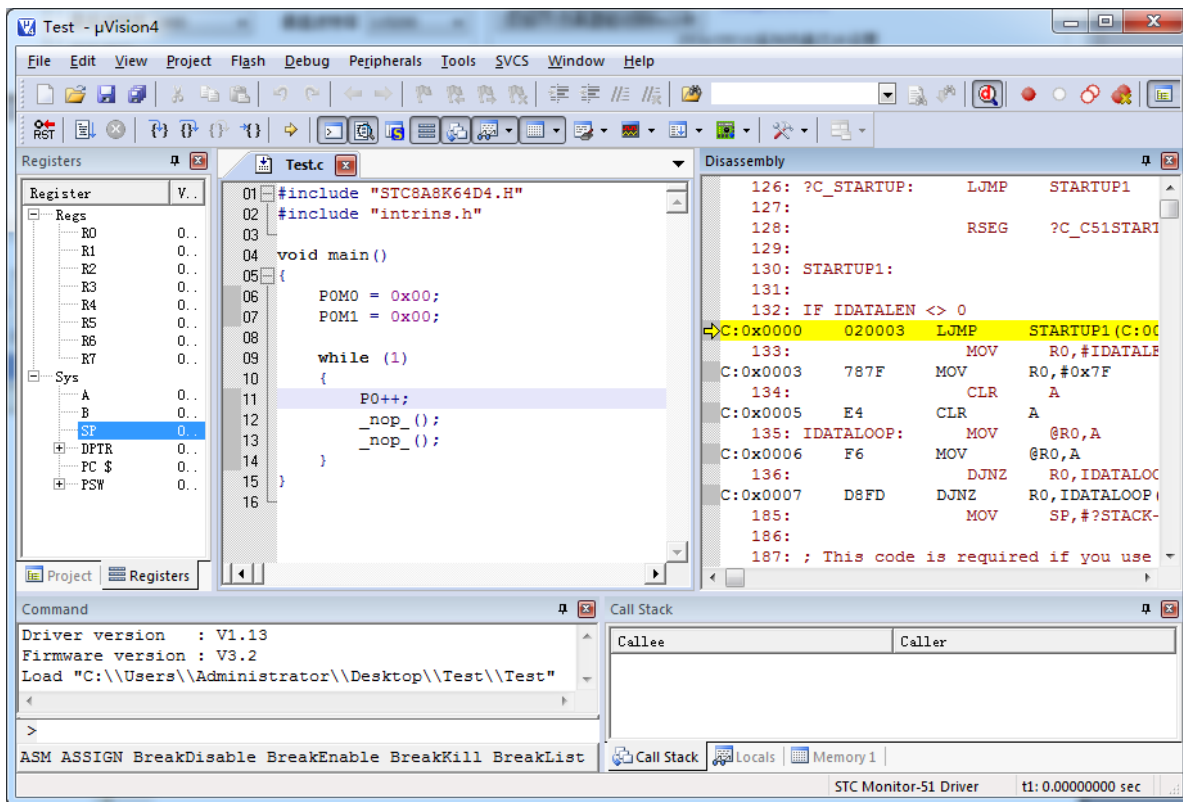 Test - µVision4
File Edit View Project Flash Debug Peripherals Tools SVCS Window Help
RST
Registers
Register V..
Regs
R0 0..
R1 0..
R2 0..
R3 0..
R4 0..
R5 0..
R6 0..
R7 0..
Sys
A 0..
B 0..
SP 0..
DPTR 0..
PC $ 0..
PSW 0..
Project Registers
Test.c
01 #include "STC8A8K64D4.H"
02 #include "intrins.h"
03
04 void main()
05 {
06 P0M0 = 0x00;
07 P0M1 = 0x00;
08
09 while (1)
10 {
11 P0++;
12 _nop_();
13 _nop_();
14 }
15 }
16
Disassembly
126: ?C_STARTUP: LJMP STARTUP1
127:
128: RSEG ?C_C51START
129:
130: STARTUP1:
131:
132: IF IDATALEN <> 0
C:0x0000 020003 LJMP STARTUP1(C:00
133: MOV R0,#IDATALE
C:0x0003 787F MOV R0,#0x7F
134: CLR A
C:0x0005 E4 CLR A
135: IDATALOOP: MOV @R0,A
C:0x0006 F6 MOV @R0,A
136: DJNZ R0,IDATALOO
C:0x0007 D8FD DJNZ R0,IDATALOOP(
185: MOV SP,#?STACK-
186:
187: ; This code is required if you use
Command
Driver version : V1.13
Firmware version : V3.2
Load "C:\\Users\\Administrator\\Desktop\\Test\\Test"
>
ASM ASSIGN BreakDisable BreakEnable BreakKill BreakList
Call Stack
Callee Caller
Call Stack Locals Memory 1
STC Monitor-51 Driver t1: 0.00000000 sec